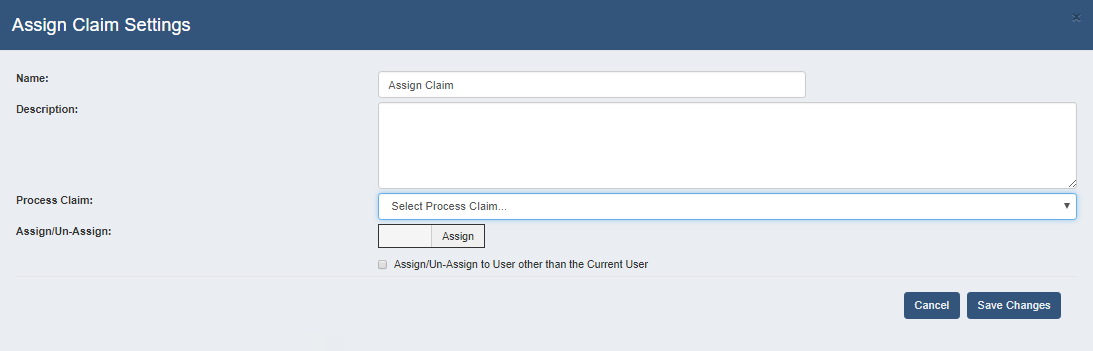 Assign Claim Settings
×
Name:
Assign Claim
Description:
Process Claim:
Select Process Claim...
Assign/Un-Assign:
Assign
Assign/Un-Assign to User other than the Current User
Cancel
Save Changes